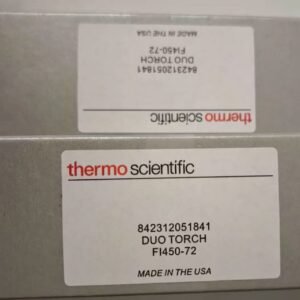 MADE IN THE USA
FI450-72
DUO TORCH
842312051841
thermo scientific
thermo scientific
842312051841
DUO TORCH
FI450-72
MADE IN THE USA